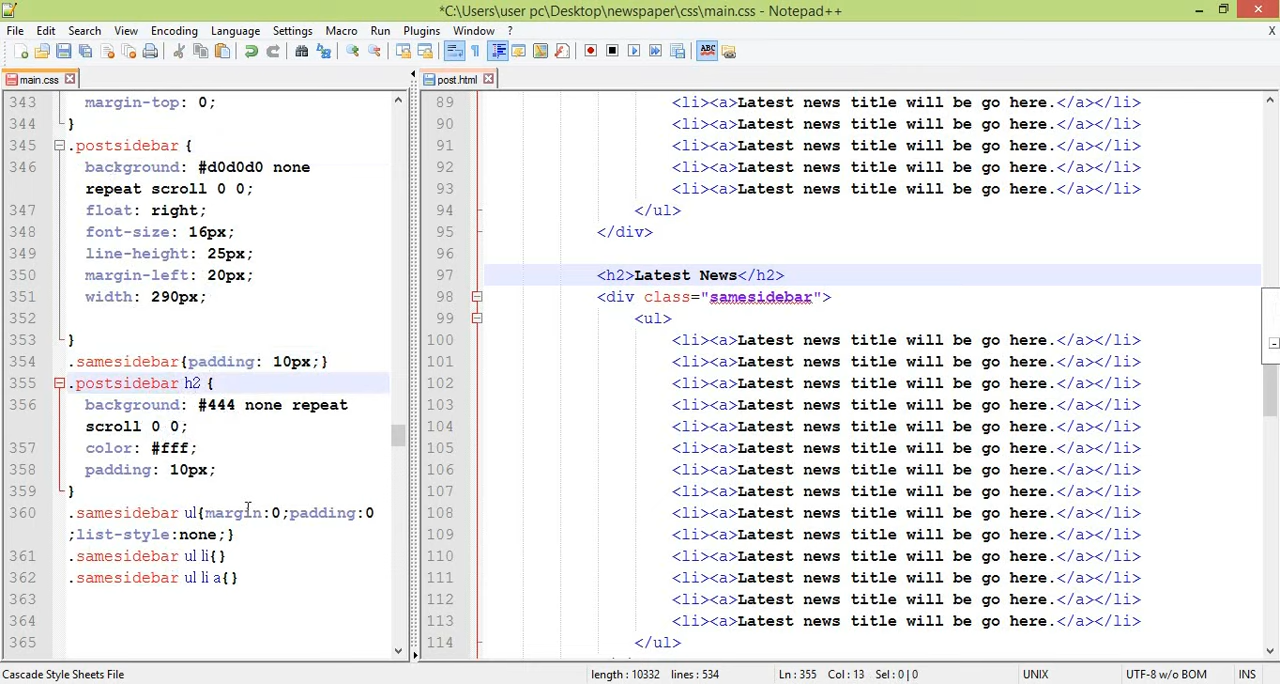 *C:\Users\user pc\Desktop\newspaper\css\main.css - Notepad++
File Edit Search View Encoding Language Settings Macro Run Plugins Window ? X
main.css
343 margin-top: 0;
344 }
345 .postsidebar {
346 background: #d0d0d0 none
repeat scroll 0 0;
347 float: right;
348 font-size: 16px;
349 line-height: 25px;
350 margin-left: 20px;
351 width: 290px;
352
353 }
354 .samesidebar{padding: 10px;}
355 .postsidebar h2 {
356 background: #444 none repeat
scroll 0 0;
357 color: #fff;
358 padding: 10px;
359 }
360 .samesidebar ul{margin:0;padding:0
;list-style:none;}
361 .samesidebar ul li{}
362 .samesidebar ul li a{}
363
364
365
post.html
89 <li><a>Latest news title will be go here.</a></li>
90 <li><a>Latest news title will be go here.</a></li>
91 <li><a>Latest news title will be go here.</a></li>
92 <li><a>Latest news title will be go here.</a></li>
93 <li><a>Latest news title will be go here.</a></li>
94 </ul>
95 </div>
96
97 <h2>Latest News</h2>
98 <div class="samesidebar">
99 <ul>
100 <li><a>Latest news title will be go here.</a></li>
101 <li><a>Latest news title will be go here.</a></li>
102 <li><a>Latest news title will be go here.</a></li>
103 <li><a>Latest news title will be go here.</a></li>
104 <li><a>Latest news title will be go here.</a></li>
105 <li><a>Latest news title will be go here.</a></li>
106 <li><a>Latest news title will be go here.</a></li>
107 <li><a>Latest news title will be go here.</a></li>
108 <li><a>Latest news title will be go here.</a></li>
109 <li><a>Latest news title will be go here.</a></li>
110 <li><a>Latest news title will be go here.</a></li>
111 <li><a>Latest news title will be go here.</a></li>
112 <li><a>Latest news title will be go here.</a></li>
113 <li><a>Latest news title will be go here.</a></li>
114 </ul>
Cascade Style Sheets File length : 10332 lines : 534 Ln : 355 Col : 13 Sel : 0 | 0 UNIX UTF-8 w/o BOM INS